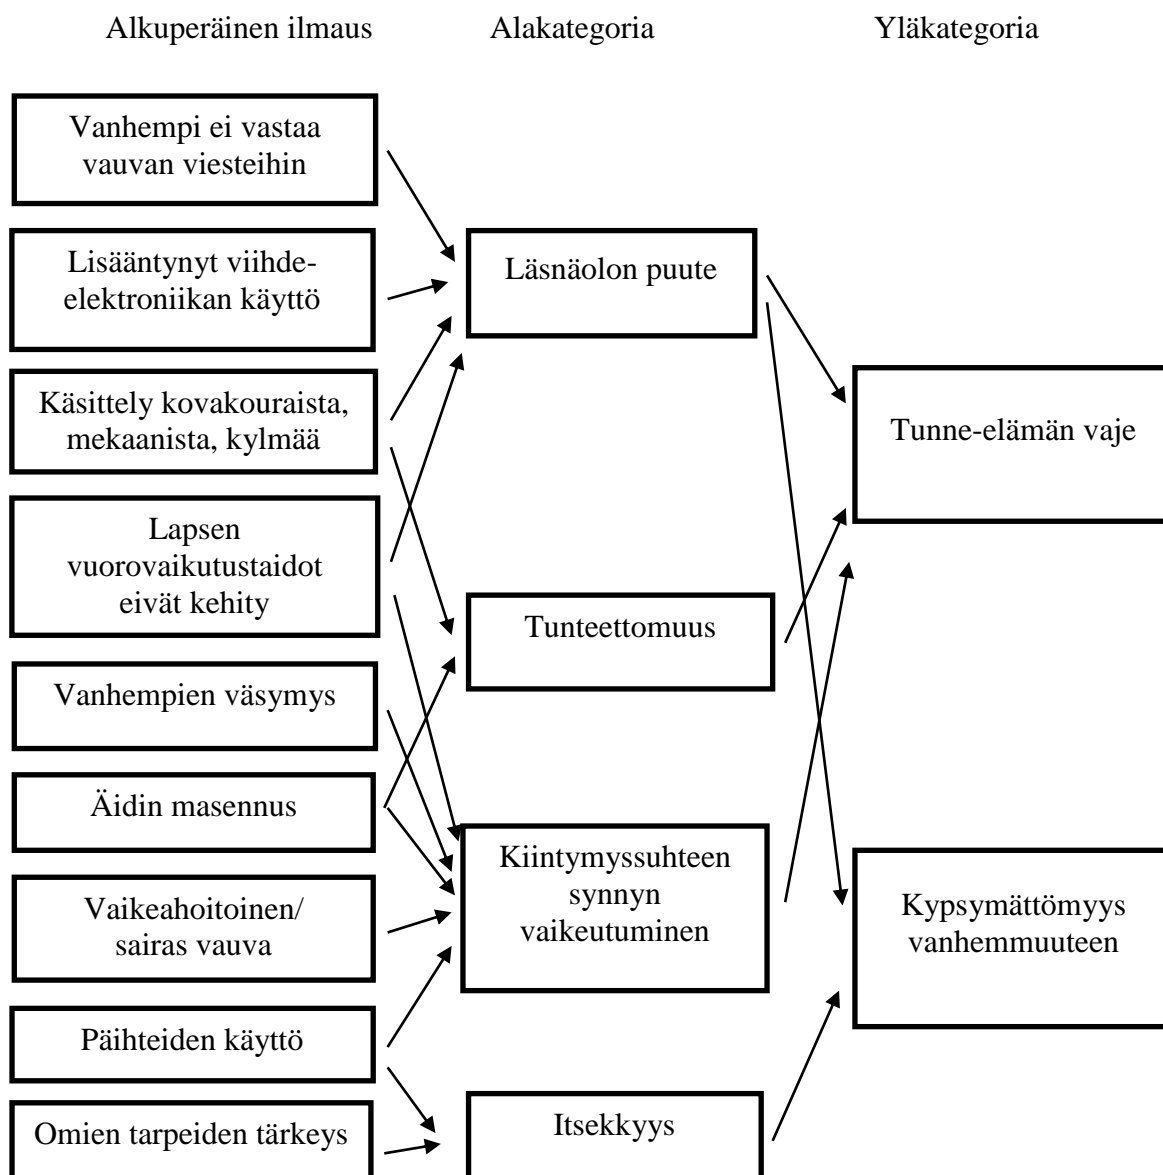 Alkuperäinen ilmaus
Alakategoria
Yläkategoria
Vanhempi ei vastaa
vauvan viesteihin
Lisääntynyt viihde-
elektroniikan käyttö
Käsittely kovakouraista,
mekaanista, kylmää
Lapsen
vuorovaikutustaidot
eivät kehity
Vanhempien väsymys
Äidin masennus
Vaikeahoitoinen/
sairas vauva
Päihteiden käyttö
Omien tarpeiden tärkeys
Läsnäolon puute
Tunteettomuus
Kiintymyssuhteen
synnyn
vaikeutuminen
Itsekkyys
Tunne-elämän vaje
Kypsymättömyys
vanhemmuuteen